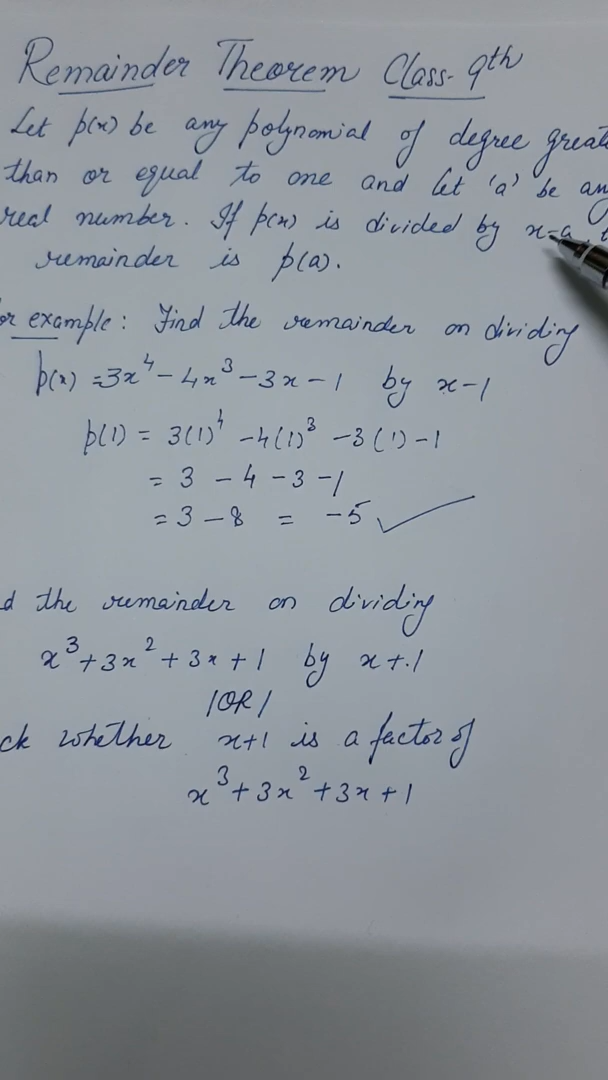 Remainder Theorem Class-9th
Let p(x) be any polynomial of degree great
than or equal to one and let 'a' be any
real number. If p(x) is divided by x-a
remainder is p(a).
or example: Find the remainder on dividing
p(x) = 3x⁴ - 4x³ - 3x - 1 by x-1
p(1) = 3(1)⁴ - 4(1)³ - 3(1) - 1
= 3 - 4 - 3 - 1
= 3 - 8 = -5 ✓
d the remainder on dividing
x³ + 3x² + 3x + 1 by x + 1
/OR/
ck whether x+1 is a factor of
x³ + 3x² + 3x + 1